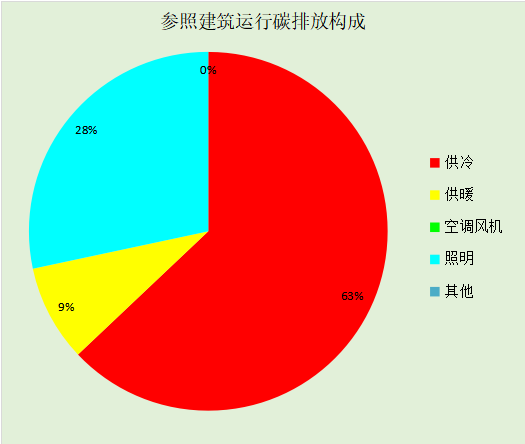 参照建筑运行碳排放构成
0%
28%
63%
9%
供冷
供暖
空调风机
照明
其他